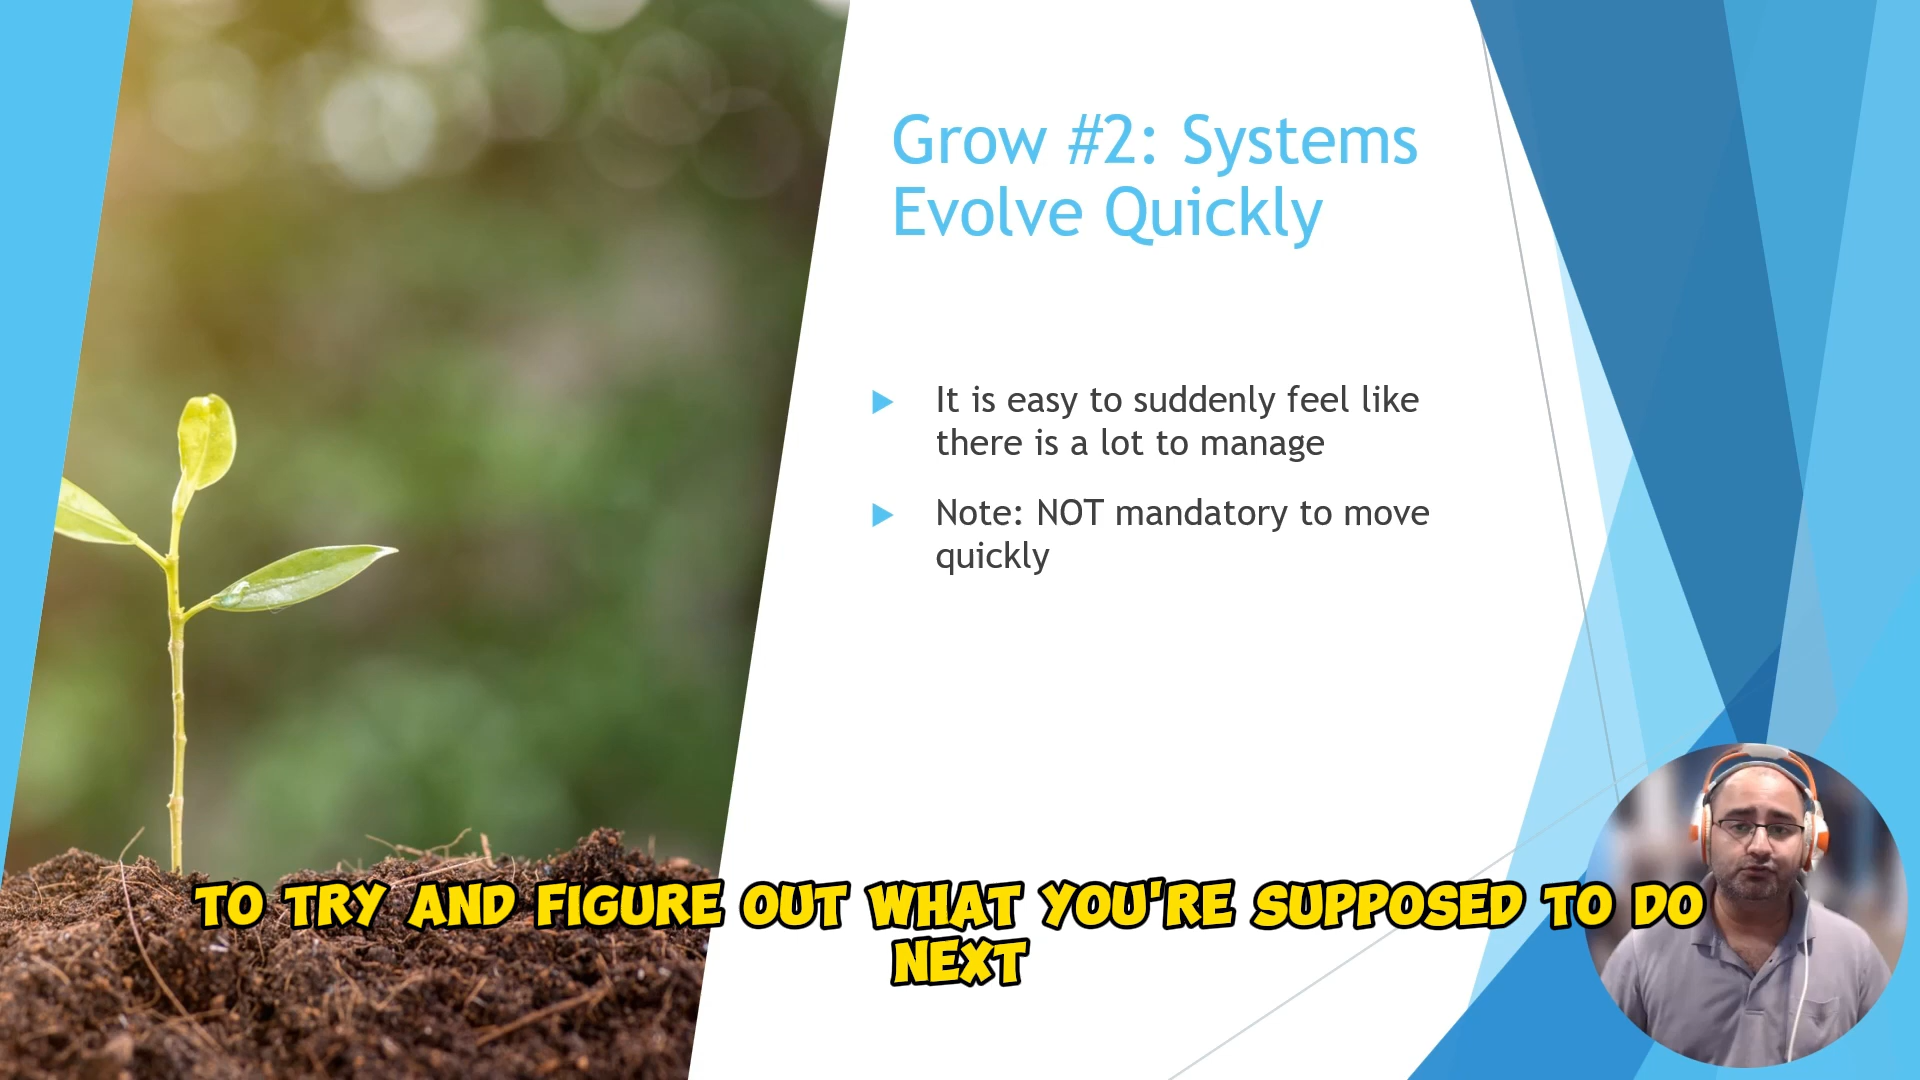 Grow #2: Systems
Evolve Quickly
It is easy to suddenly feel like
there is a lot to manage
Note: NOT mandatory to move
quickly
TO TRY AND FIGURE OUT WHAT YOU'RE SUPPOSED TO DO
NEXT